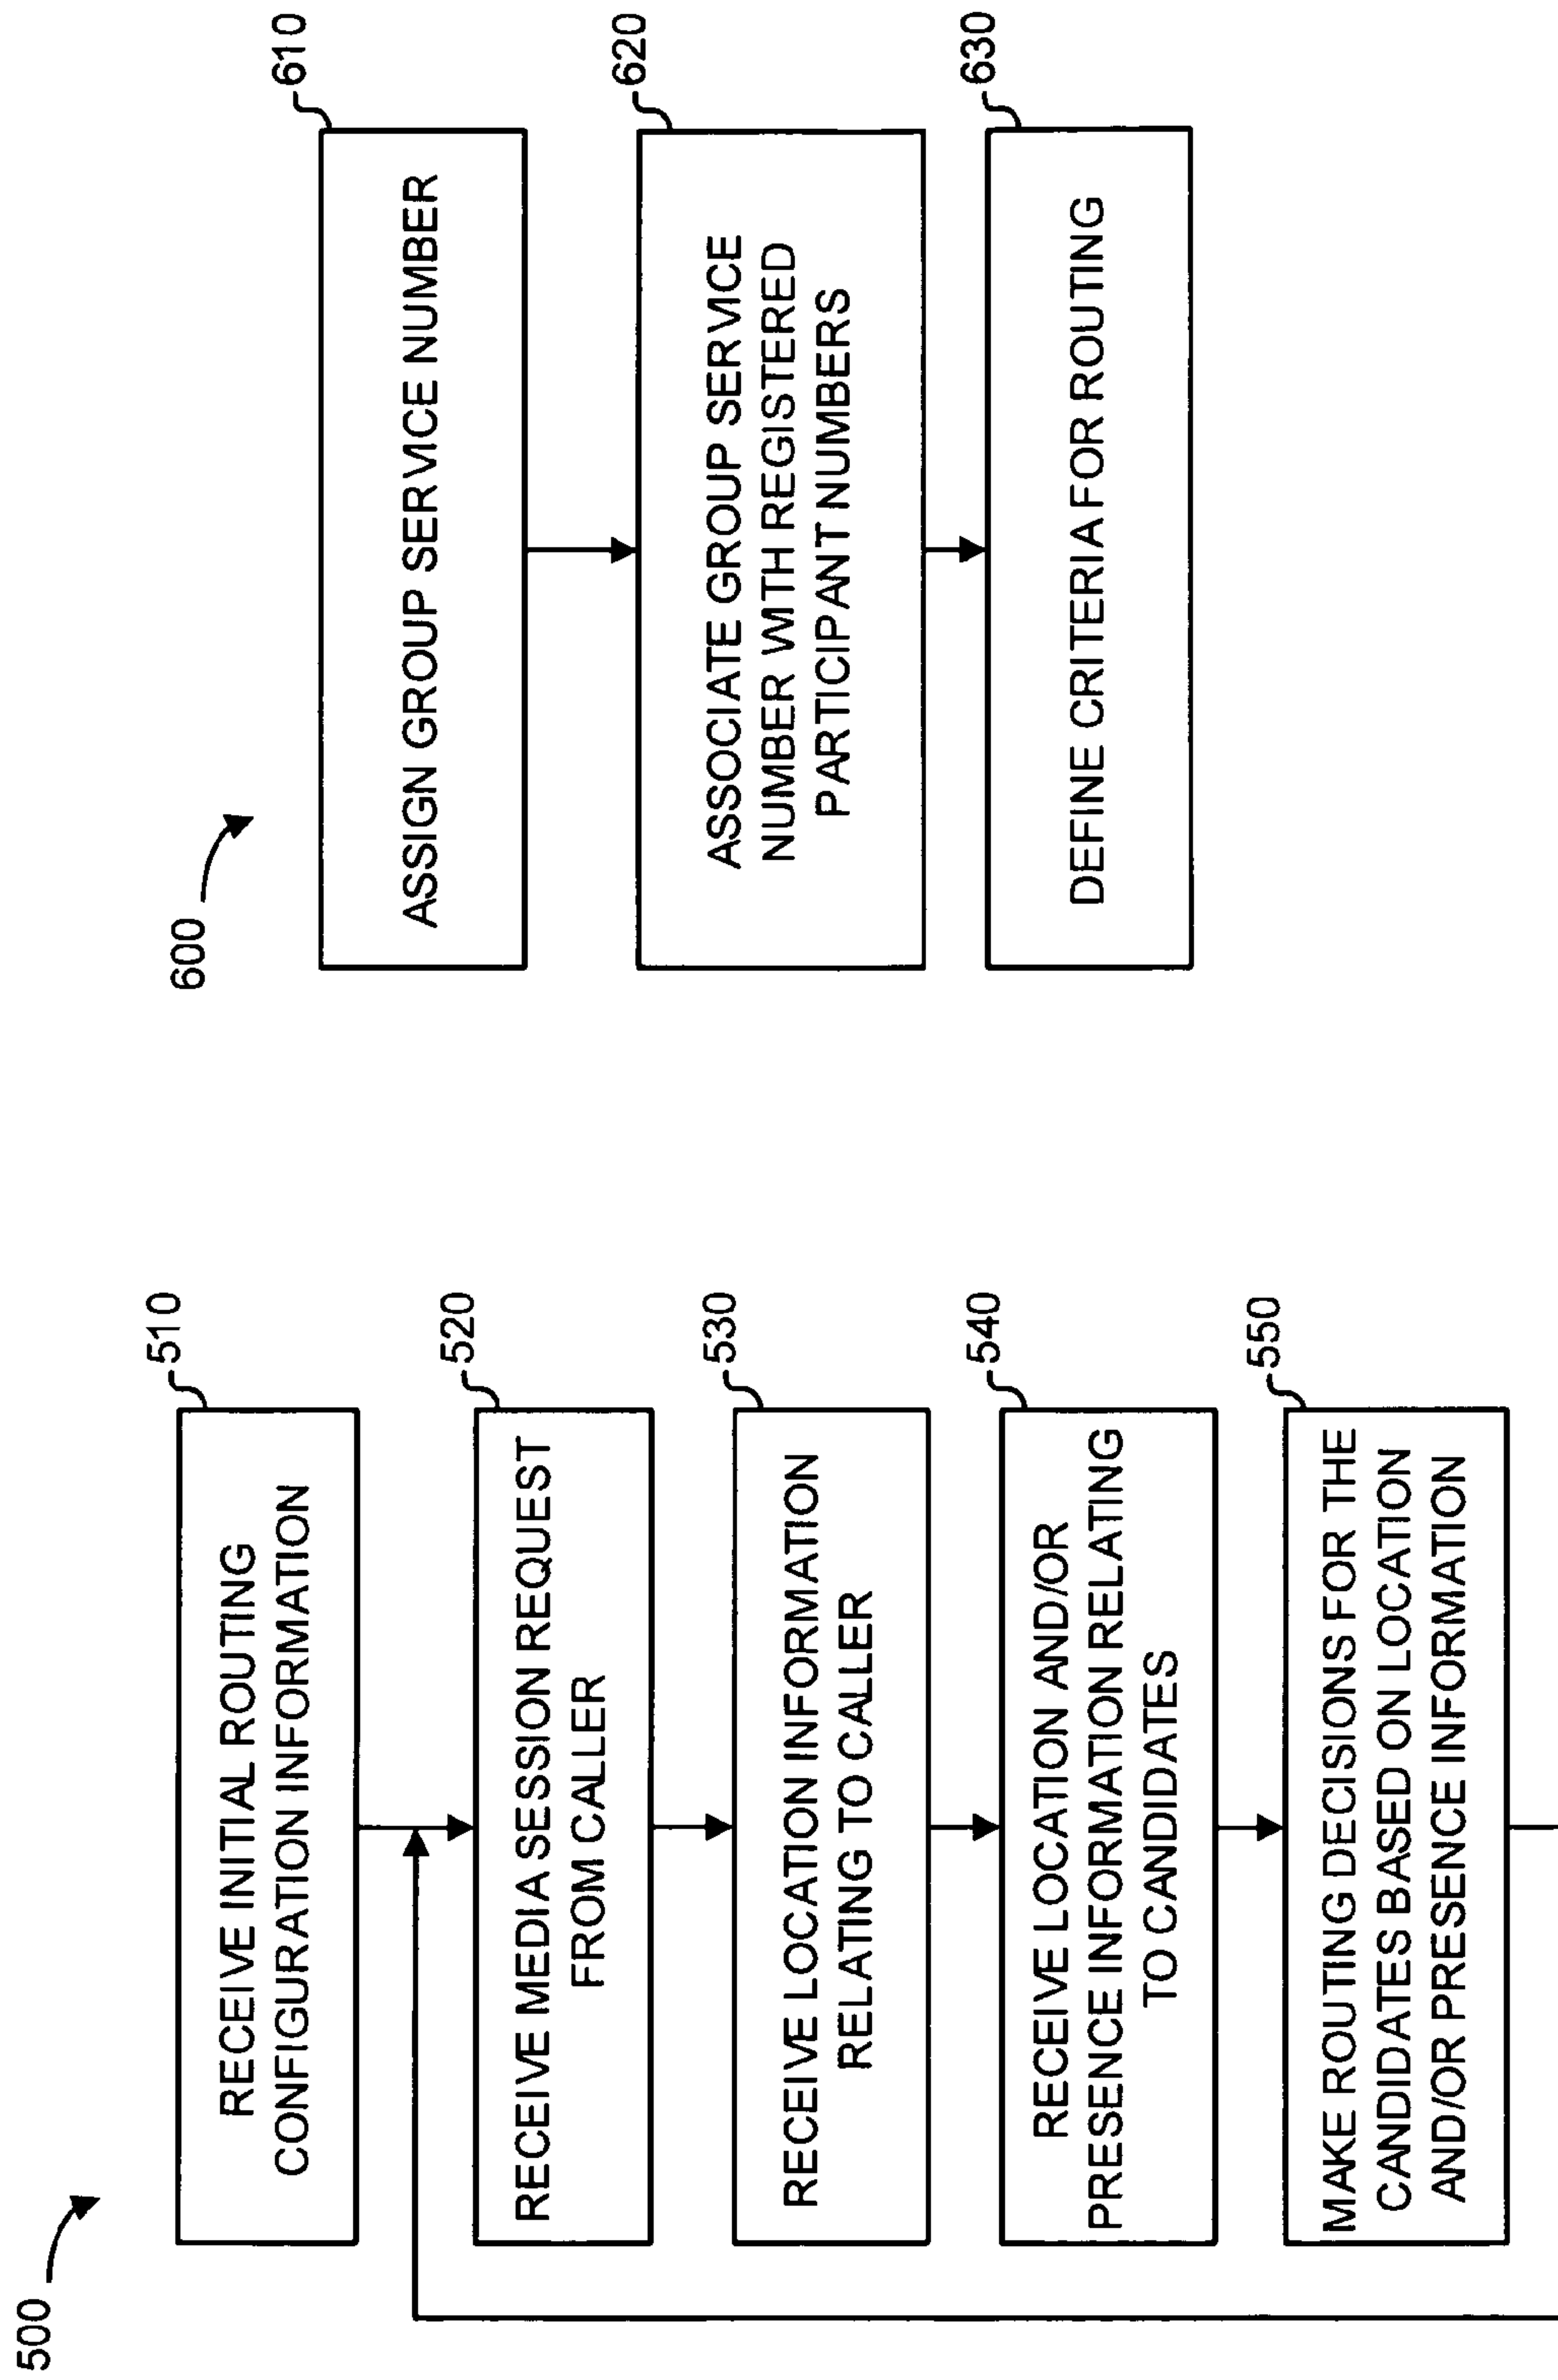 500
RECEIVE INITIAL ROUTING
CONFIGURATION INFORMATION
510
RECEIVE MEDIA SESSION REQUEST
FROM CALLER
520
RECEIVE LOCATION INFORMATION
RELATING TO CALLER
530
RECEIVE LOCATION AND/OR
PRESENCE INFORMATION RELATING
TO CANDIDATES
540
MAKE ROUTING DECISIONS FOR THE
CANDIDATES BASED ON LOCATION
AND/OR PRESENCE INFORMATION
550
600
ASSIGN GROUP SERVICE NUMBER
610
ASSOCIATE GROUP SERVICE
NUMBER WITH REGISTERED
PARTICIPANT NUMBERS
620
DEFINE CRITERIA FOR ROUTING
630